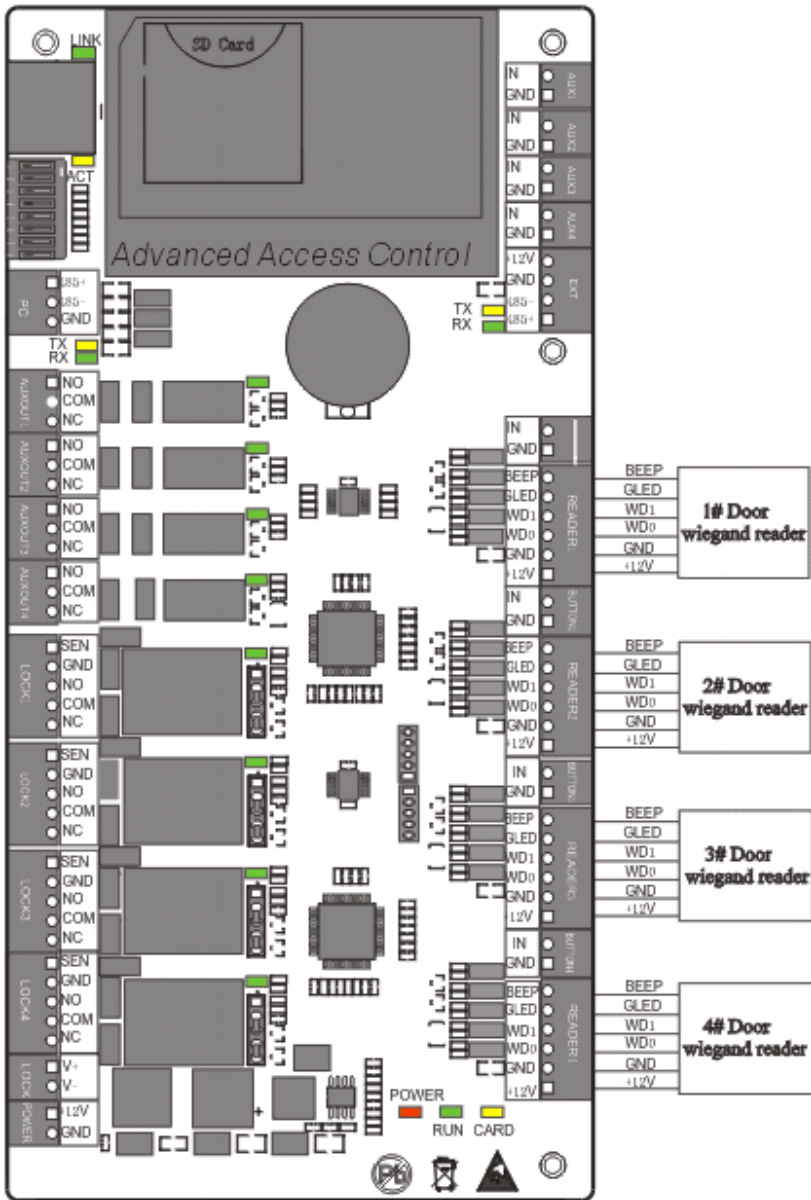 LINK
SD Card
ACT
Advanced Access Control
IN
GND
AUX1
IN
GND
AUX2
IN
GND
AUX3
IN
GND
AUX4
+12V
GND
485-
485+
EXT
TX
RX
PC
485+
485-
GND
TX
RX
AUXOUT1
NO
COM
NC
AUXOUT2
NO
COM
NC
AUXOUT3
NO
COM
NC
AUXOUT4
NO
COM
NC
LOCK1
SEN
GND
NO
COM
NC
LOCK2
SEN
GND
NO
COM
NC
LOCK3
SEN
GND
NO
COM
NC
LOCK4
SEN
GND
NO
COM
NC
LOCK
V+
V-
POWER
+12V
GND
IN
GND
BEEP
GLED
WD1
WD0
GND
+12V
READER1
BEEP
GLED
WD1
WD0
GND
+12V
1# Door
wiegand reader
IN
GND
BUTTON2
BEEP
GLED
WD1
WD0
GND
+12V
READER2
BEEP
GLED
WD1
WD0
GND
+12V
2# Door
wiegand reader
IN
GND
BUTTON3
BEEP
GLED
WD1
WD0
GND
+12V
READER3
BEEP
GLED
WD1
WD0
GND
+12V
3# Door
wiegand reader
IN
GND
BUTTON4
BEEP
GLED
WD1
WD0
GND
+12V
READER4
BEEP
GLED
WD1
WD0
GND
+12V
4# Door
wiegand reader
POWER
RUN
CARD
Pb